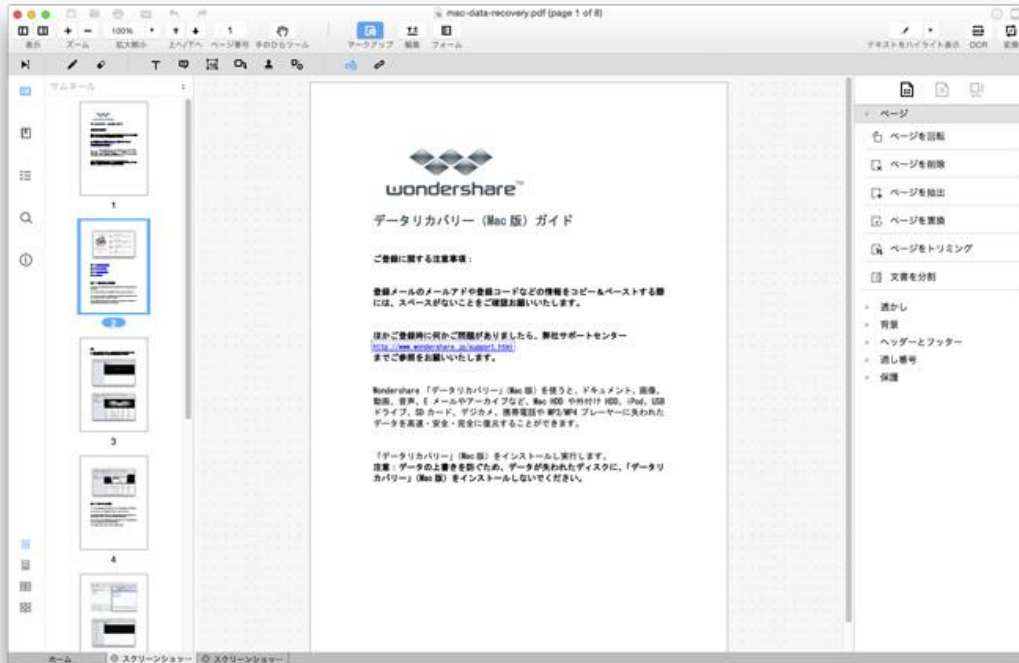 mac-data-recovery.pdf (page 1 of 8)
100%
1
表示
ズーム
拡大縮小
上へ/下へ
ページ番号
手のひらツール
マークアップ
編集
フォーム
テキストをハイライト表示
OCR
変換
サムネール
1
2
3
4
wondershare™
データリカバリー（Mac 版）ガイド
ご登録に関する注意事項：
登録メールのメールアドや登録コードなどの情報をコピー&ペーストする際
には、スペースがないことをご確認お願いいたします。
ほかご登録時に何かご問題がありましたら、弊社サポートセンター
http://www.wondershare.jp/support.html
までご参照をお願いいたします。
Wondershare 「データリカバリー」(Mac 版) を使うと、ドキュメント、画像、
動画、音声、E メールやアーカイブなど、Mac HDD や外付け HDD、iPod、USB
ドライブ、SD カード、デジカメ、携帯電話や MP3/MP4 プレーヤーに失われた
データを高速・安全・完全に復元することができます。
「データリカバリー」(Mac 版) をインストールし実行します。
注意：データの上書きを防ぐため、データが失われたディスクに、「データリ
カバリー」(Mac 版) をインストールしないでください。
ページ
ページを回転
ページを削除
ページを抽出
ページを置換
ページをトリミング
文書を分割
透かし
背景
ヘッダーとフッター
通し番号
保護
ホーム
スクリーンショッ
スクリーンショッ